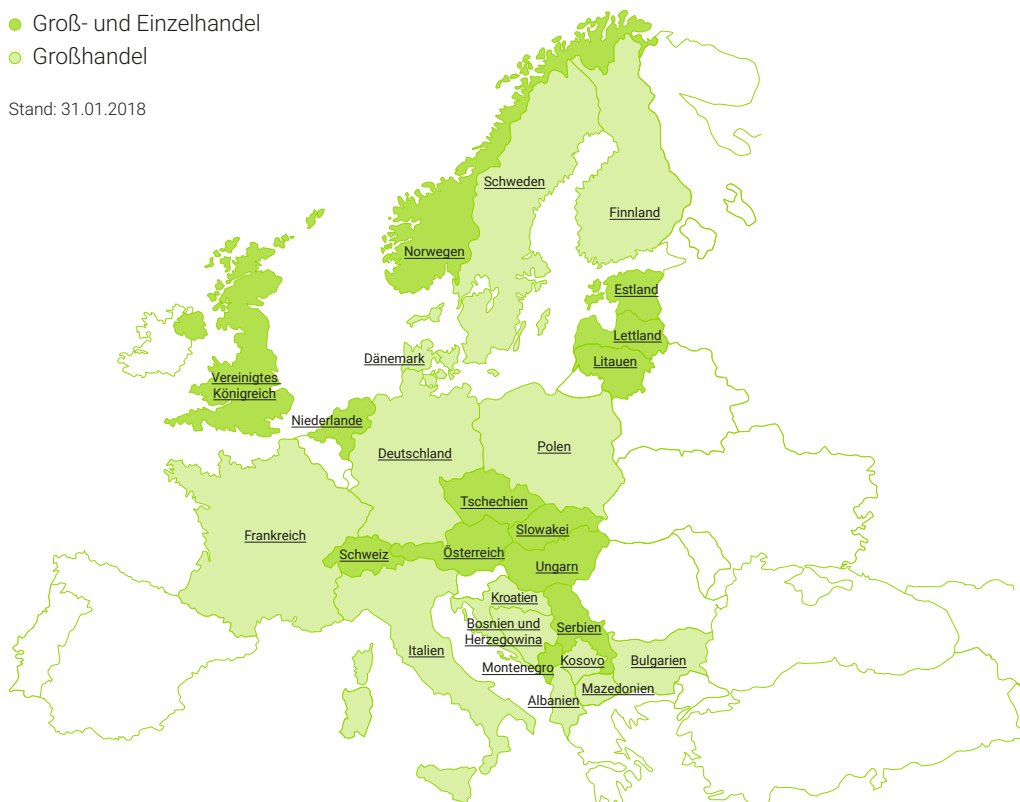 Groß- und Einzelhandel
Großhandel
Stand: 31.01.2018
Schweden
Finnland
Norwegen
Estland
Lettland
Dänemark
Litauen
Vereinigtes
Königreich
Niederlande
Polen
Deutschland
Tschechien
Slowakei
Frankreich
Schweiz
Österreich
Ungarn
Kroatien
Bosnien und
Herzegowina
Serbien
Italien
Montenegro
Kosovo
Bulgarien
Mazedonien
Albanien